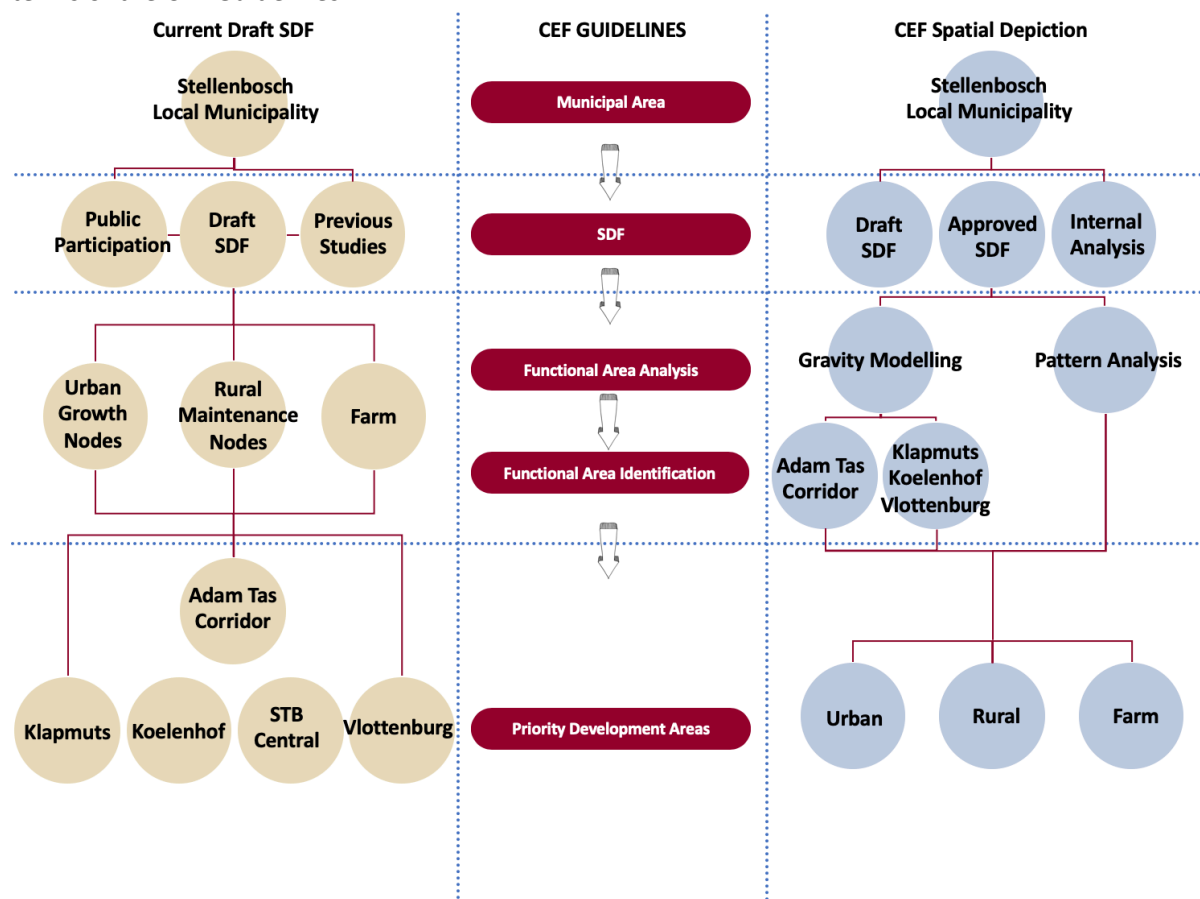 Current Draft SDF
CEF GUIDELINES
CEF Spatial Depiction
Stellenbosch
Local Municipality
Municipal Area
Stellenbosch
Local Municipality
Public
Participation
Draft
SDF
Previous
Studies
SDF
Draft
SDF
Approved
SDF
Internal
Analysis
Urban
Growth
Nodes
Rural
Maintenance
Nodes
Farm
Functional Area Analysis
Functional Area Identification
Gravity Modelling
Pattern Analysis
Adam Tas
Corridor
Klapmuts
Koelenhof
Vlottenburg
Adam Tas
Corridor
Klapmuts
Koelenhof
STB
Central
Vlottenburg
Priority Development Areas
Urban
Rural
Farm